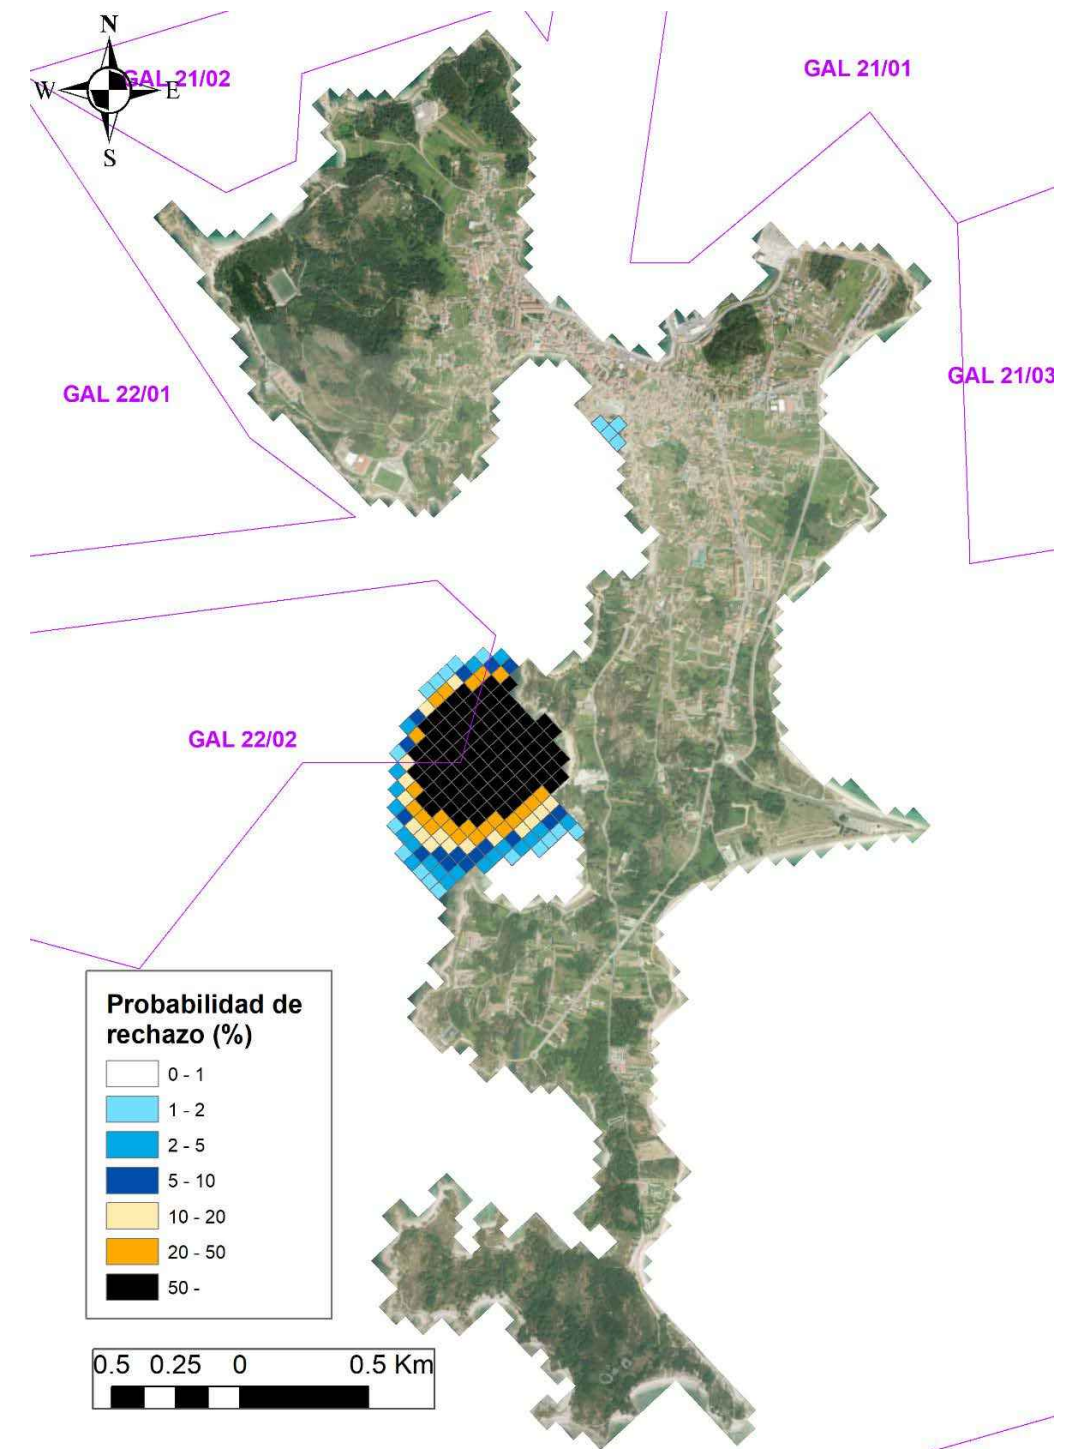 N
GAL 21/02
W
E
S
GAL 21/01
GAL 22/01
GAL 21/03
GAL 22/02
Probabilidad de
rechazo (%)
0 - 1
1 - 2
2 - 5
5 - 10
10 - 20
20 - 50
50 -
0.5 0.25 0 0.5 Km